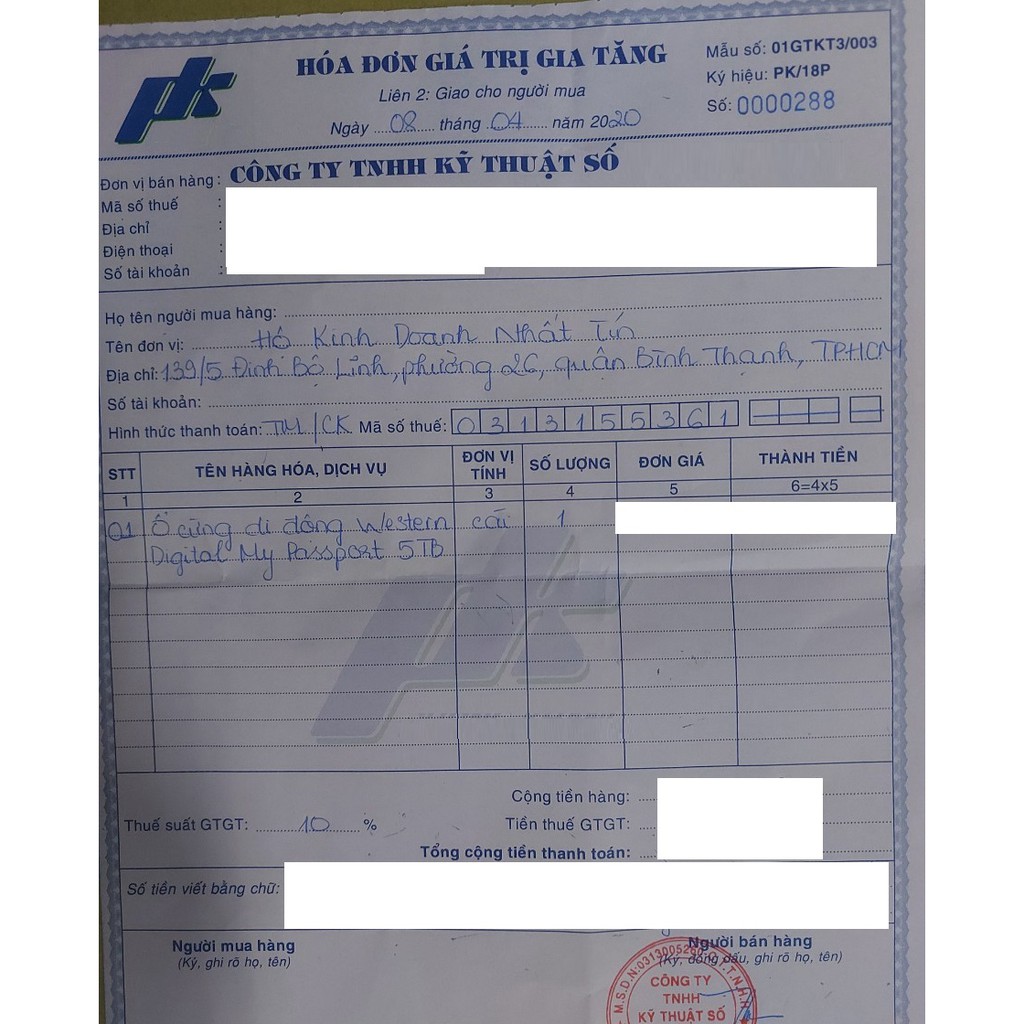 pk
HÓA ĐƠN GIÁ TRỊ GIA TĂNG
Liên 2: Giao cho người mua
Ngày 08 tháng 04 năm 2020
Mẫu số: 01GTKT3/003
Ký hiệu: PK/18P
Số: 0000288
Đơn vị bán hàng: CÔNG TY TNHH KỸ THUẬT SỐ
Mã số thuế :
Địa chỉ :
Điện thoại :
Số tài khoản :
Họ tên người mua hàng:
Tên đơn vị: Hộ Kinh Doanh Nhất Tín
Địa chỉ: 139/5 Đinh Bộ Lĩnh, phường 26, quận Bình Thạnh, TPHCM
Số tài khoản:
Hình thức thanh toán: TM/CK Mã số thuế: 0313155361
STT TÊN HÀNG HÓA, DỊCH VỤ ĐƠN VỊ TÍNH SỐ LƯỢNG ĐƠN GIÁ THÀNH TIỀN
1 2 3 4 5 6=4x5
01 Ổ cứng di động Western cái 1
Digital My Passport 5TB
Cộng tiền hàng:
Thuế suất GTGT: 10 % Tiền thuế GTGT:
Tổng cộng tiền thanh toán:
Số tiền viết bằng chữ:
Người mua hàng Người bán hàng
(Ký, ghi rõ họ, tên) (Ký, đóng dấu, ghi rõ họ, tên)
CÔNG TY
TNHH
KỸ THUẬT SỐ